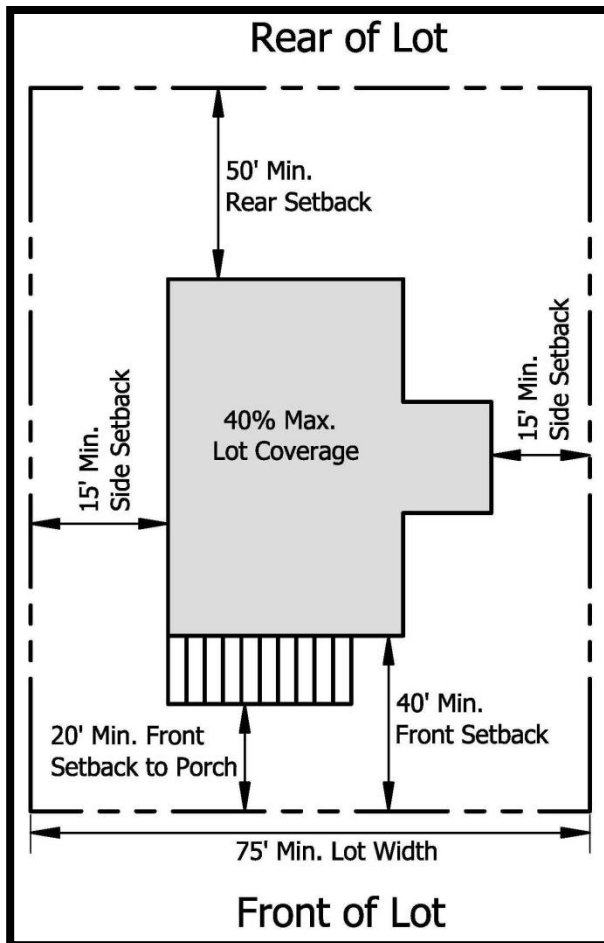 Rear of Lot
50' Min.
Rear Setback
15' Min.
Side Setback
40% Max.
Lot Coverage
15' Min.
Side Setback
20' Min. Front
Setback to Porch
40' Min.
Front Setback
75' Min. Lot Width
Front of Lot